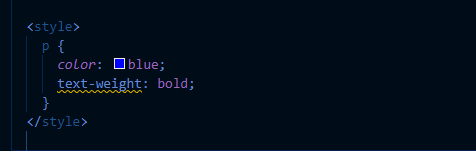 <style>
p {
color: blue;
text-weight: bold;
}
</style>